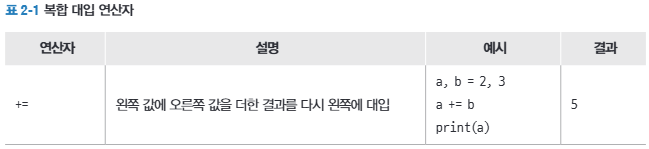 표 2-1 복합 대입 연산자
연산자 설명 예시 결과
+= 왼쪽 값에 오른쪽 값을 더한 결과를 다시 왼쪽에 대입 a, b = 2, 3
a += b
print(a) 5